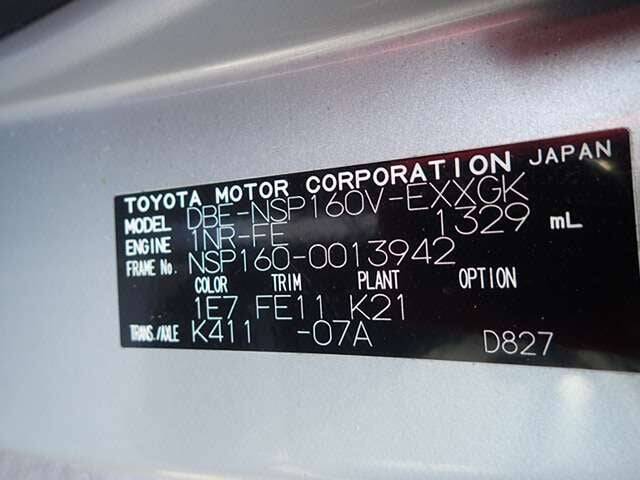 TOYOTA MOTOR CORPORATION JAPAN
MODEL DBE-NSP160V-EXXGK
ENGINE 1NR-FE 1329 mL
FRAME No. NSP160-0013942
COLOR TRIM PLANT OPTION
1E7 FE11 K21
TRANS./AXLE K411 -07A D827